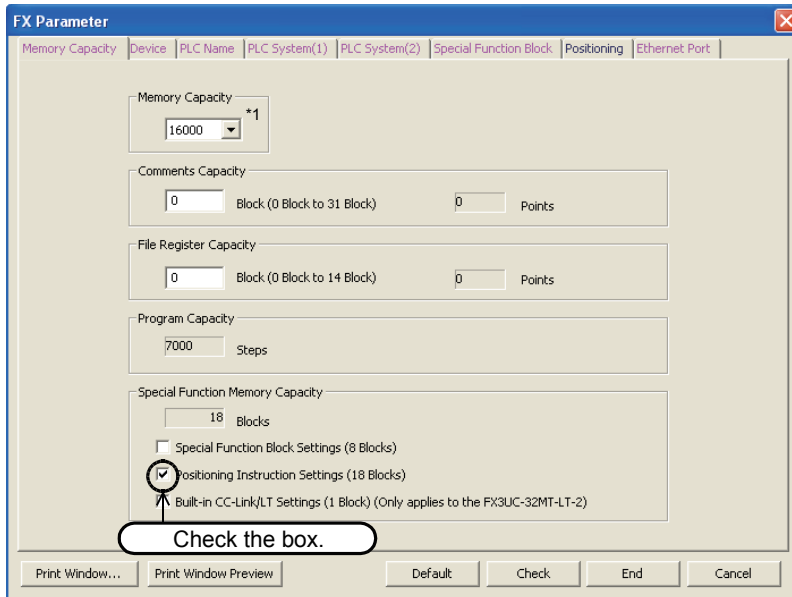 FX Parameter
Memory Capacity Device PLC Name PLC System(1) PLC System(2) Special Function Block Positioning Ethernet Port
Memory Capacity
16000 *1
Comments Capacity
0 Block (0 Block to 31 Block) 0 Points
File Register Capacity
0 Block (0 Block to 14 Block) 0 Points
Program Capacity
7000 Steps
Special Function Memory Capacity
18 Blocks
Special Function Block Settings (8 Blocks)
Positioning Instruction Settings (18 Blocks)
Built-in CC-Link/LT Settings (1 Block) (Only applies to the FX3UC-32MT-LT-2)
Check the box.
Print Window... Print Window Preview Default Check End Cancel